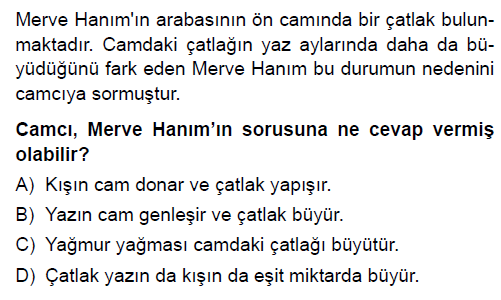 Merve Hanım'ın arabasının ön camında bir çatlak bulun-
maktadır. Camdaki çatlağın yaz aylarında daha da bü-
yüdüğünü fark eden Merve Hanım bu durumun nedenini
camcıya sormuştur.
Camcı, Merve Hanım'ın sorusuna ne cevap vermiş
olabilir?
A) Kışın cam donar ve çatlak yapışır.
B) Yazın cam genleşir ve çatlak büyür.
C) Yağmur yağması camdaki çatlağı büyütür.
D) Çatlak yazın da kışın da eşit miktarda büyür.